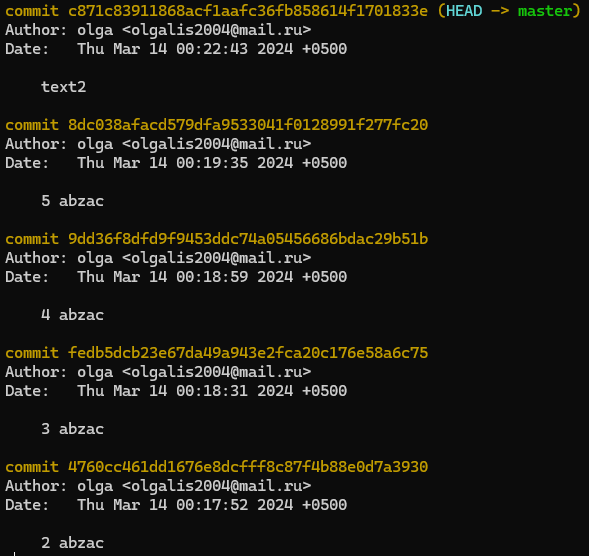 commit c871c83911868acf1aafc36fb858614f1701833e (HEAD -> master)
Author: olga <olgalis2004@mail.ru>
Date:   Thu Mar 14 00:22:43 2024 +0500
text2
commit 8dc038afacd579dfa9533041f0128991f277fc20
Author: olga <olgalis2004@mail.ru>
Date:   Thu Mar 14 00:19:35 2024 +0500
5 abzac
commit 9dd36f8dfd9f9453ddc74a05456686bdac29b51b
Author: olga <olgalis2004@mail.ru>
Date:   Thu Mar 14 00:18:59 2024 +0500
4 abzac
commit fedb5dcb23e67da49a943e2fca20c176e58a6c75
Author: olga <olgalis2004@mail.ru>
Date:   Thu Mar 14 00:18:31 2024 +0500
3 abzac
commit 4760cc461dd1676e8dcfff8c87f4b88e0d7a3930
Author: olga <olgalis2004@mail.ru>
Date:   Thu Mar 14 00:17:52 2024 +0500
2 abzac